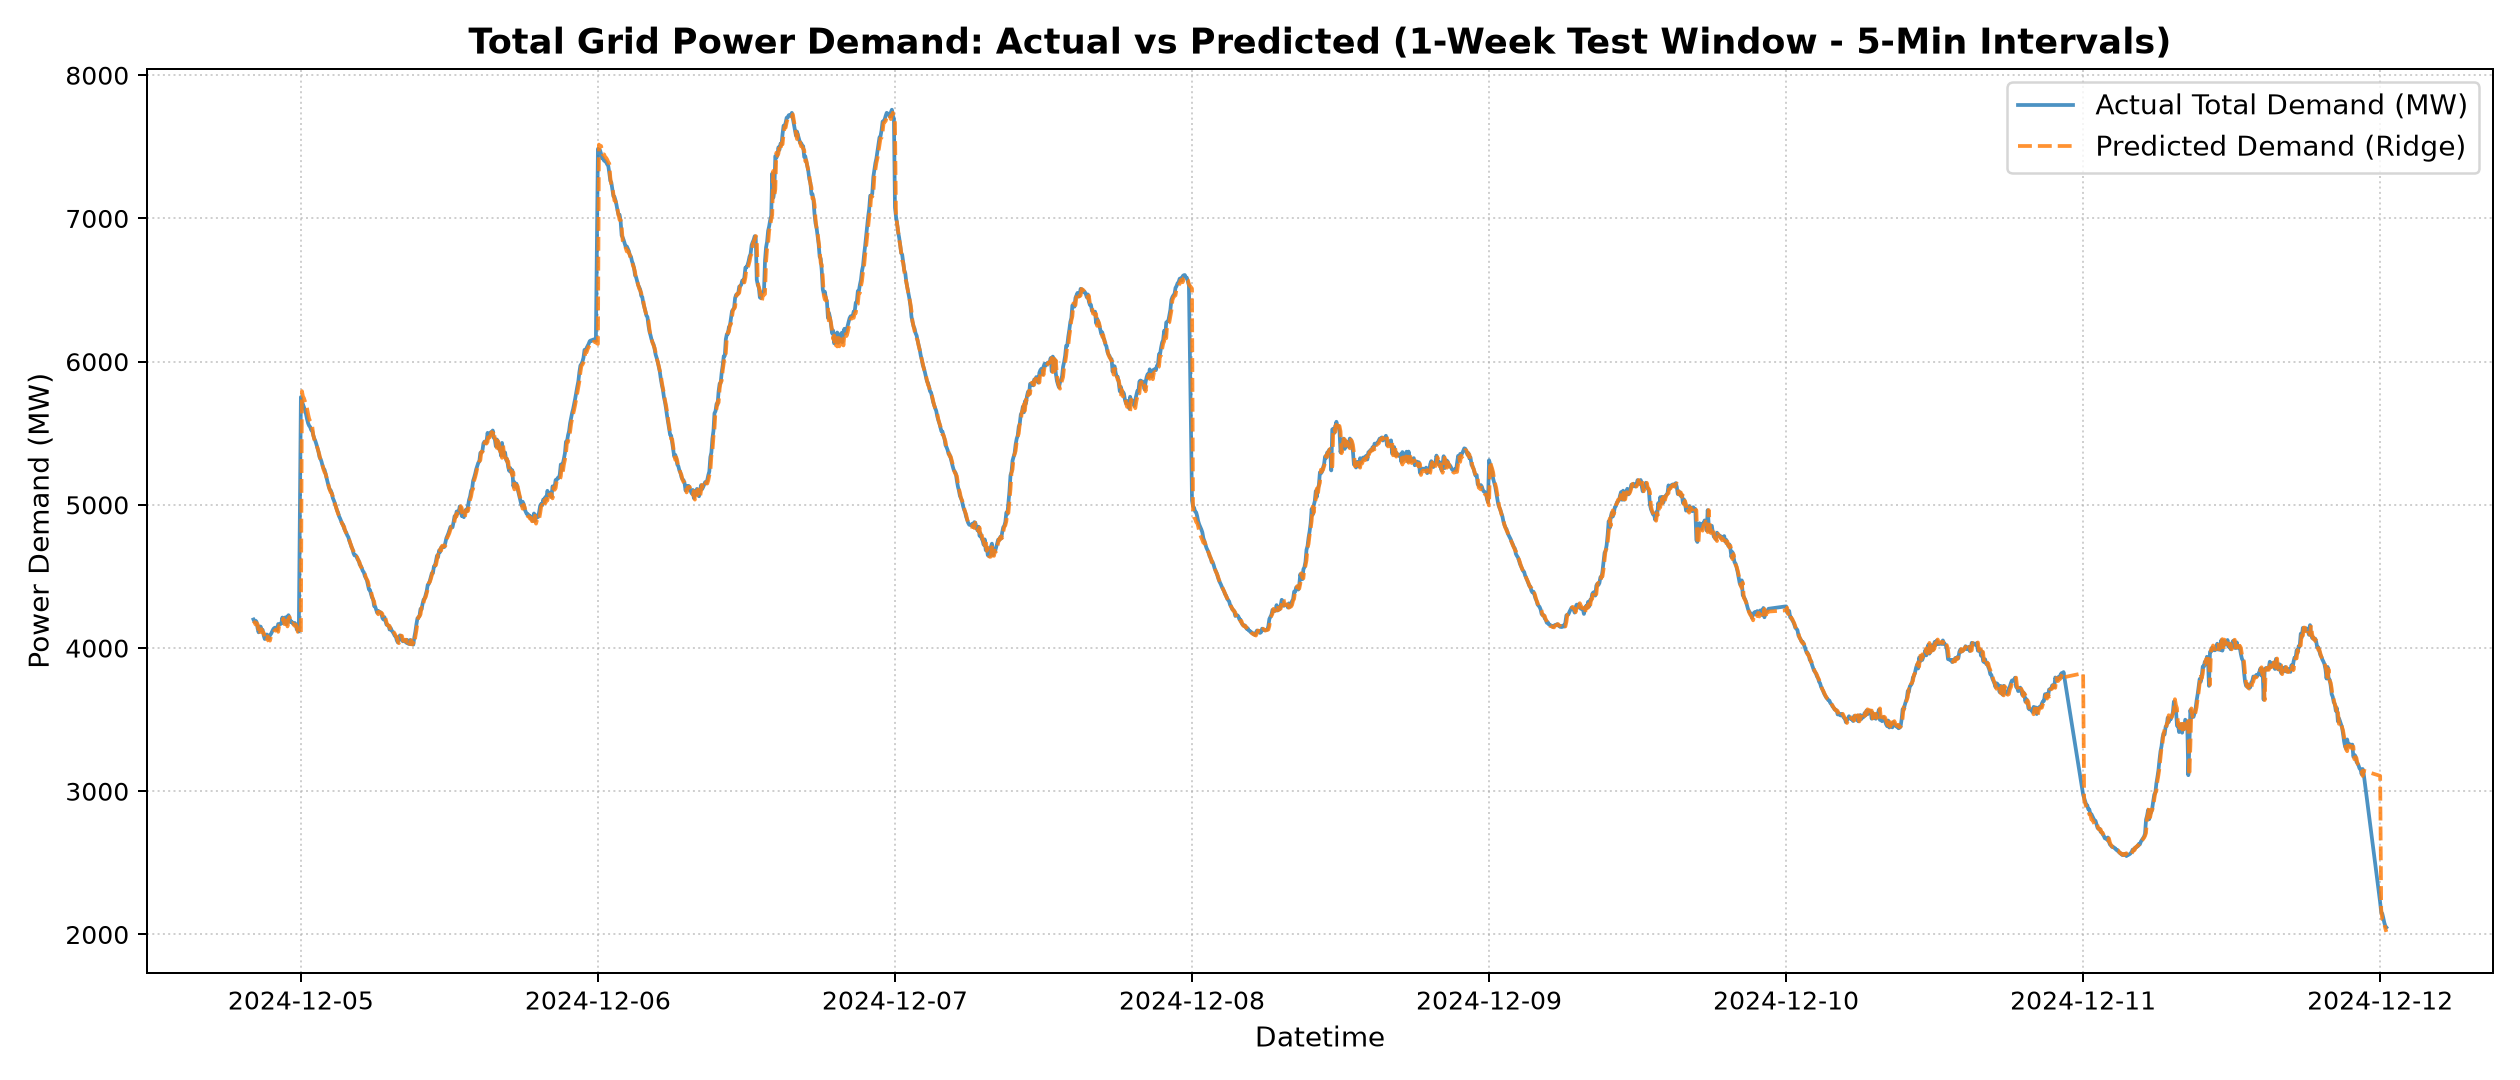 Total Grid Power Demand: Actual vs Predicted (1-Week Test Window - 5-Min Intervals)
Actual Total Demand (MW)
Predicted Demand (Ridge)
Power Demand (MW)
8000
7000
6000
5000
4000
3000
2000
2024-12-05 2024-12-06 2024-12-07 2024-12-08 2024-12-09 2024-12-10 2024-12-11 2024-12-12
Datetime